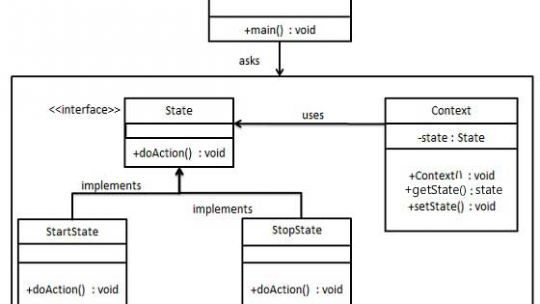 +main() : void
asks
<<interface>>
State
+doAction() : void
uses
Context
-state : State
+Context() : void
+getState() : state
+setState() : void
implements
implements
StartState
+doAction() : void
StopState
+doAction() : void